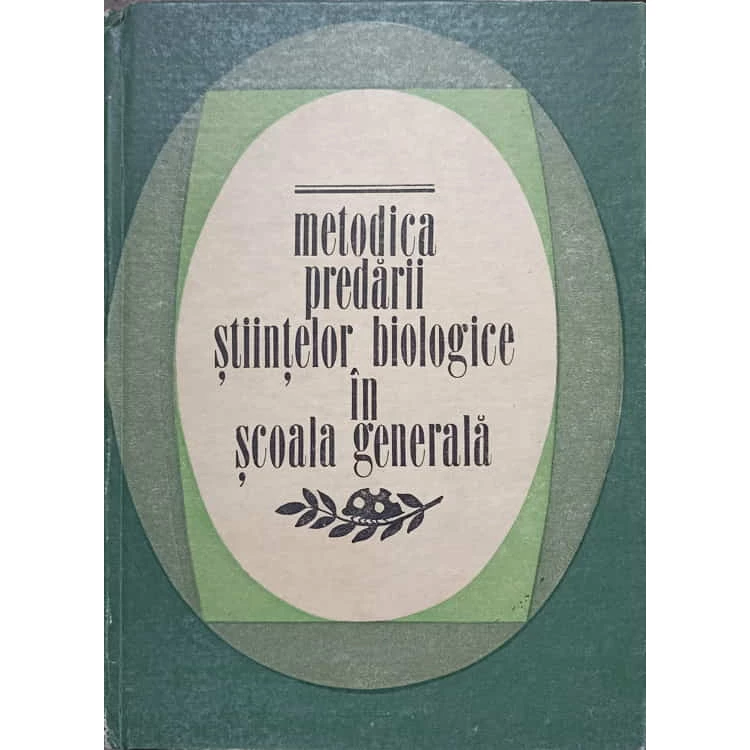 metodica
predării
științelor biologice
în
școala generală